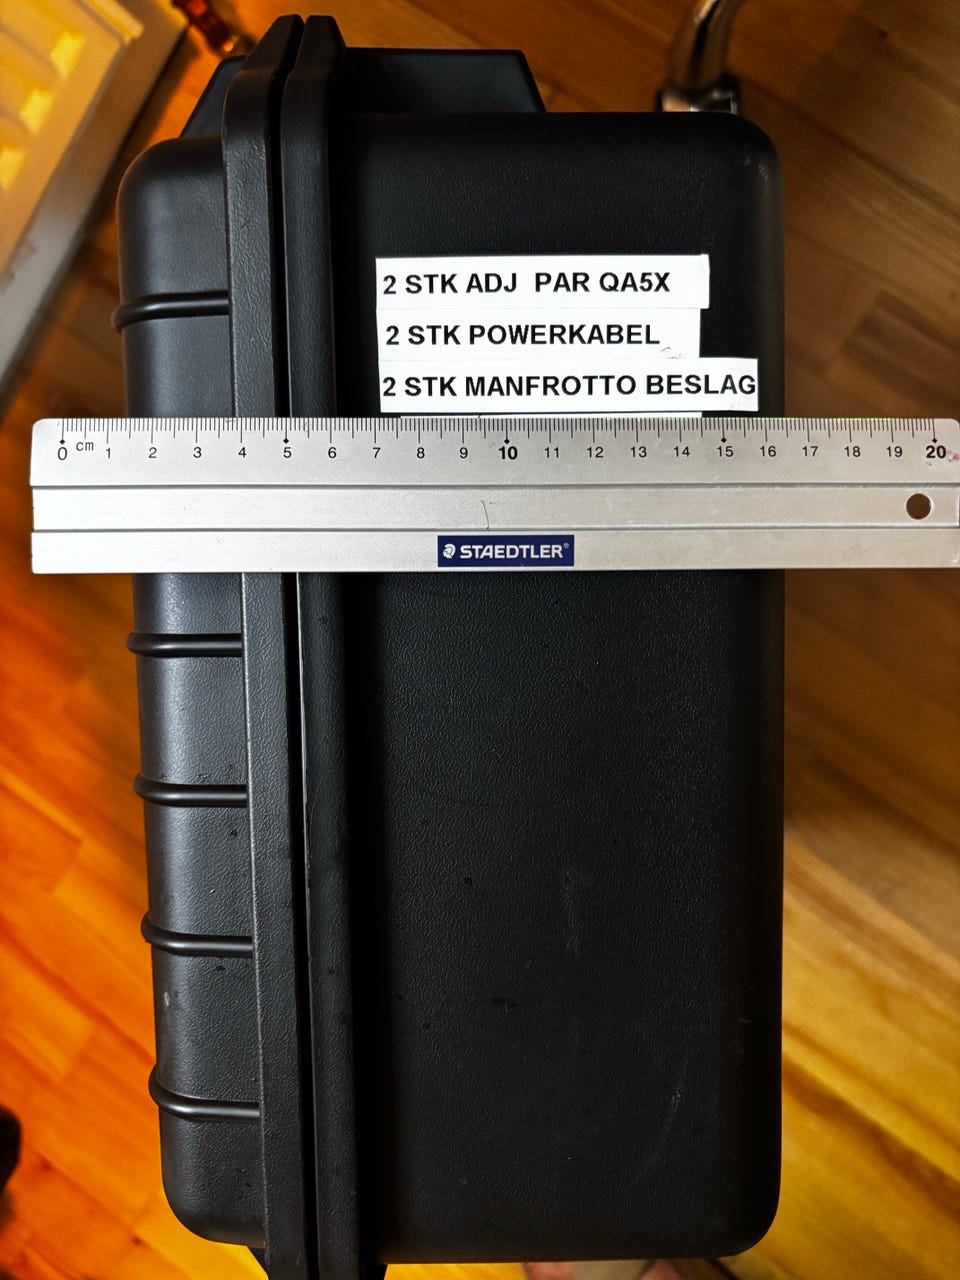 2 STK ADJ  PAR QA5X
2 STK POWERKABEL
2 STK MANFROTTO BESLAG
0 cm 1 2 3 4 5 6 7 8 9 10 11 12 13 14 15 16 17 18 19 20
STAEDTLER®